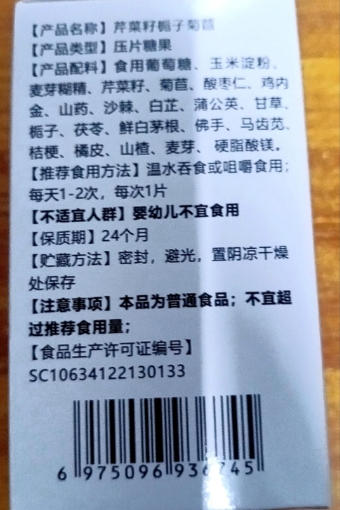 【产品名称】芹菜籽栀子菊苣
【产品类型】压片糖果
【产品配料】食用葡萄糖、玉米淀粉、
麦芽糊精、芹菜籽、菊苣、酸枣仁、鸡内
金、山药、沙棘、白芷、蒲公英、甘草、
栀子、茯苓、鲜白茅根、佛手、马齿苋、
桔梗、橘皮、山楂、麦芽、硬脂酸镁。
【推荐食用方法】温水吞食或咀嚼食用；
每天1-2次，每次1片
【不适宜人群】婴幼儿不宜食用
【保质期】24个月
【贮藏方法】密封，避光，置阴凉干燥
处保存
【注意事项】本品为普通食品；不宜超
过推荐食用量；
【食品生产许可证编号】
SC10634122130133
6 975096 936745